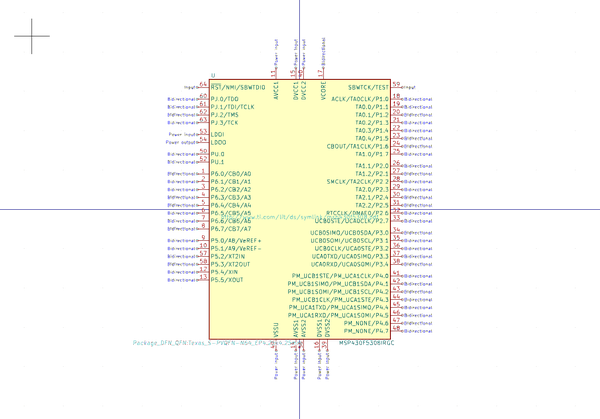 U
AVCC1 11 Power input
DVCC1 15 Power input
DVCC2 40 Power input
VCORE 17 Bidirectional
Input 64 RST/NMI/SBWTDIO
SBWTCK/TEST 59 Input
Bidirectional 60 PJ.0/TDO
Bidirectional 61 PJ.1/TDI/TCLK
Bidirectional 62 PJ.2/TMS
Bidirectional 63 PJ.3/TCK
Power input 53 LDOI
Power output 54 LDOO
Bidirectional 50 PU.0
Bidirectional 52 PU.1
Bidirectional 1 P6.0/CB0/A0
Bidirectional 2 P6.1/CB1/A1
Bidirectional 3 P6.2/CB2/A2
Bidirectional 4 P6.3/CB3/A3
Bidirectional 5 P6.4/CB4/A4
Bidirectional 6 P6.5/CB5/A5
Bidirectional 7 P6.6/CB6/A6
Bidirectional 8 P6.7/CB7/A7
Bidirectional 9 P5.0/A8/VeREF+
Bidirectional 10 P5.1/A9/VeREF-
Bidirectional 57 P5.2/XT2IN
Bidirectional 58 P5.3/XT2OUT
Bidirectional 12 P5.4/XIN
Bidirectional 13 P5.5/XOUT
ACLK/TA0CLK/P1.0 18 Bidirectional
TA0.0/P1.1 19 Bidirectional
TA0.1/P1.2 20 Bidirectional
TA0.2/P1.3 21 Bidirectional
TA0.3/P1.4 22 Bidirectional
TA0.4/P1.5 23 Bidirectional
CBOUT/TA1CLK/P1.6 24 Bidirectional
TA1.0/P1.7 25 Bidirectional
TA1.1/P2.0 26 Bidirectional
TA1.2/P2.1 27 Bidirectional
SMCLK/TA2CLK/P2.2 28 Bidirectional
TA2.0/P2.3 29 Bidirectional
TA2.1/P2.4 30 Bidirectional
TA2.2/P2.5 31 Bidirectional
RTCCLK/DMAE0/P2.6 32 Bidirectional
UCB0STE/UCA0CLK/P2.7 33 Bidirectional
UCB0SIMO/UCB0SDA/P3.0 34 Bidirectional
UCB0SOMI/UCB0SCL/P3.1 35 Bidirectional
UCB0CLK/UCA0STE/P3.2 36 Bidirectional
UCA0TXD/UCA0SIMO/P3.3 37 Bidirectional
UCA0RXD/UCA0SOMI/P3.4 38 Bidirectional
PM_UCB1STE/PM_UCA1CLK/P4.0 41 Bidirectional
PM_UCB1SIMO/PM_UCB1SDA/P4.1 42 Bidirectional
PM_UCB1SOMI/PM_UCB1SCL/P4.2 43 Bidirectional
PM_UCB1CLK/PM_UCA1STE/P4.3 44 Bidirectional
PM_UCA1TXD/PM_UCA1SIMO/P4.4 45 Bidirectional
PM_UCA1RXD/PM_UCA1SOMI/P4.5 46 Bidirectional
PM_NONE/P4.6 47 Bidirectional
PM_NONE/P4.7 48 Bidirectional
VSSU Power input
AVSS1 14 Power input
AVSS2 Power input
DVSS1 16 Power input
DVSS2 39 Power input
MSP430F5308IRGC